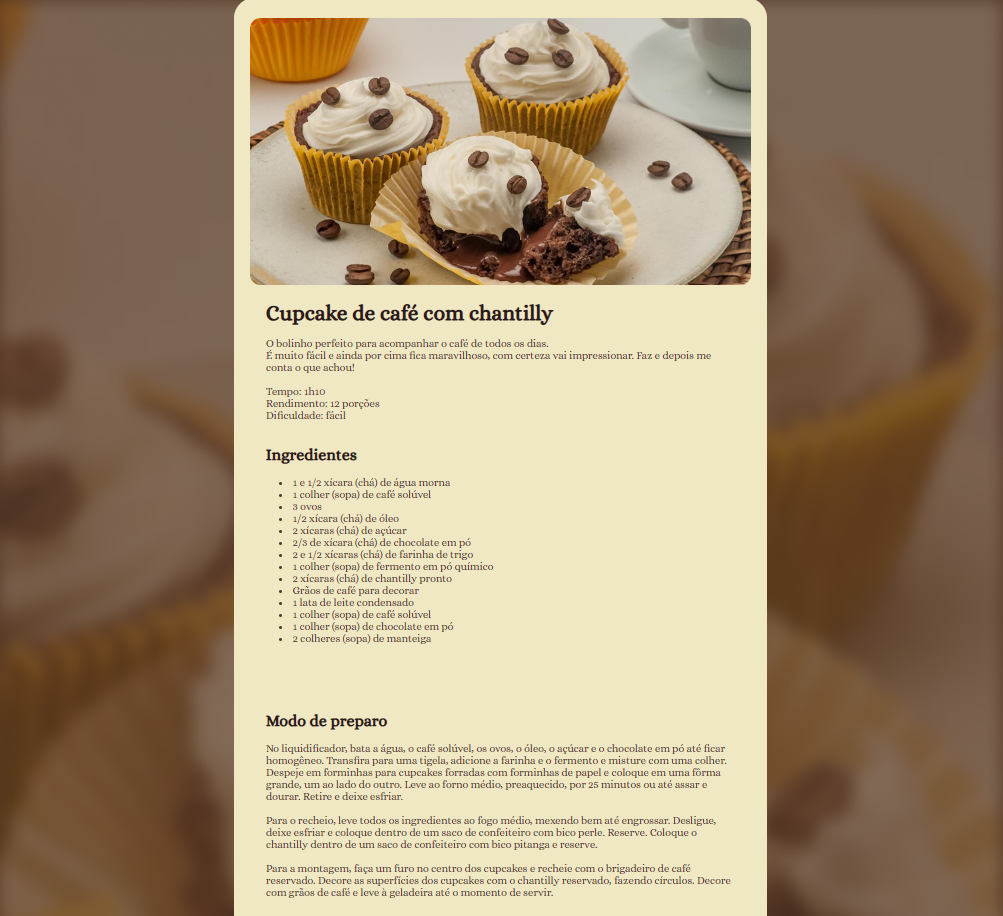 Cupcake de café com chantilly
O bolinho perfeito para acompanhar o café de todos os dias.
É muito fácil e ainda por cima fica maravilhoso, com certeza vai impressionar. Faz e depois me
conta o que achou!
Tempo: 1h10
Rendimento: 12 porções
Dificuldade: fácil
Ingredientes
• 1 e 1/2 xícara (chá) de água morna
• 1 colher (sopa) de café solúvel
• 3 ovos
• 1/2 xícara (chá) de óleo
• 2 xícaras (chá) de açúcar
• 2/3 de xícara (chá) de chocolate em pó
• 2 e 1/2 xícaras (chá) de farinha de trigo
• 1 colher (sopa) de fermento em pó químico
• 2 xícaras (chá) de chantilly pronto
• Grãos de café para decorar
• 1 lata de leite condensado
• 1 colher (sopa) de café solúvel
• 1 colher (sopa) de chocolate em pó
• 2 colheres (sopa) de manteiga
Modo de preparo
No liquidificador, bata a água, o café solúvel, os ovos, o óleo, o açúcar e o chocolate em pó até ficar
homogêneo. Transfira para uma tigela, adicione a farinha e o fermento e misture com uma colher.
Despeje em forminhas para cupcakes forradas com forminhas de papel e coloque em uma fôrma
grande, um ao lado do outro. Leve ao forno médio, preaquecido, por 25 minutos ou até assar e
dourar. Retire e deixe esfriar.
Para o recheio, leve todos os ingredientes ao fogo médio, mexendo bem até engrossar. Desligue,
deixe esfriar e coloque dentro de um saco de confeiteiro com bico perle. Reserve. Coloque o
chantilly dentro de um saco de confeiteiro com bico pitanga e reserve.
Para a montagem, faça um furo no centro dos cupcakes e recheie com o brigadeiro de café
reservado. Decore as superfícies dos cupcakes com o chantilly reservado, fazendo círculos. Decore
com grãos de café e leve à geladeira até o momento de servir.